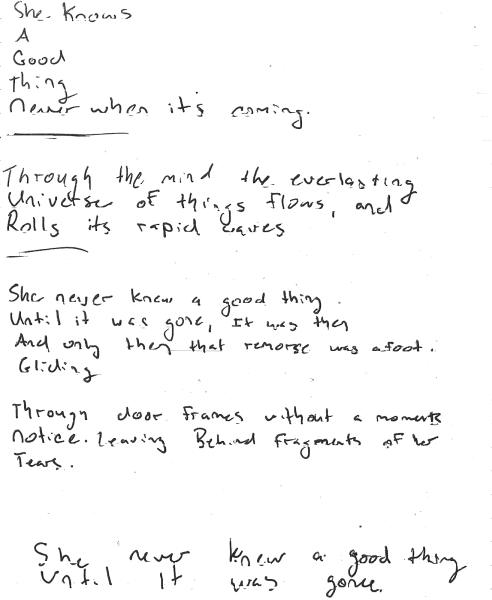 She Knows
A
Good
thing
never when it's coming.
Through the mind the everlasting
Universe of things flows, and
Rolls its rapid waves
She never knew a good thing.
Until it was gone, It was then
And only then that remorse was afoot.
Gliding
Through door frames without a moments
notice. leaving Behind fragments of her
Tears.
She never knew a good thing
until it was gone.